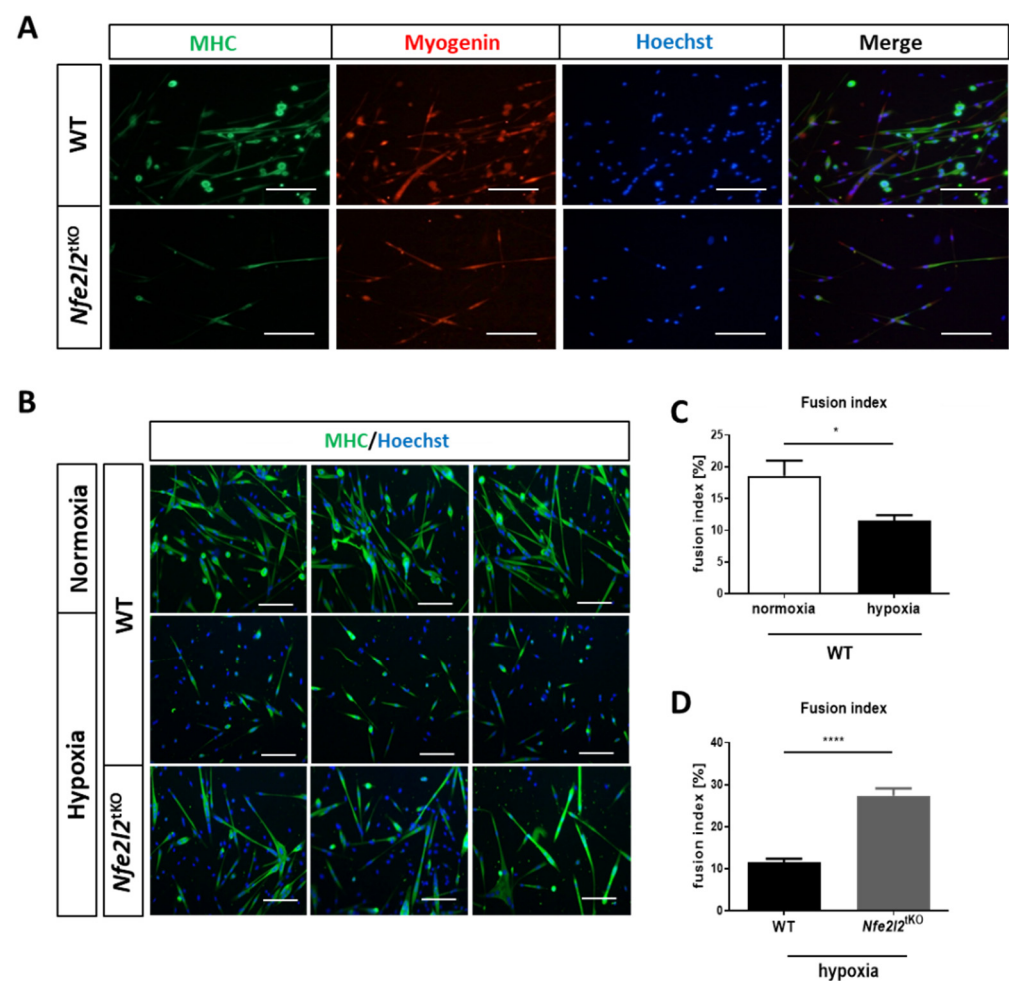 A
MHC Myogenin Hoechst Merge
WT
Nfe2l2tKO
B
MHC/Hoechst
Normoxia
Hypoxia
WT
Nfe2l2tKO
C
Fusion index
*
fusion index [%]
25
20
15
10
5
0
normoxia hypoxia
WT
D
Fusion index
****
fusion index [%]
40
30
20
10
0
WT Nfe2l2tKO
hypoxia